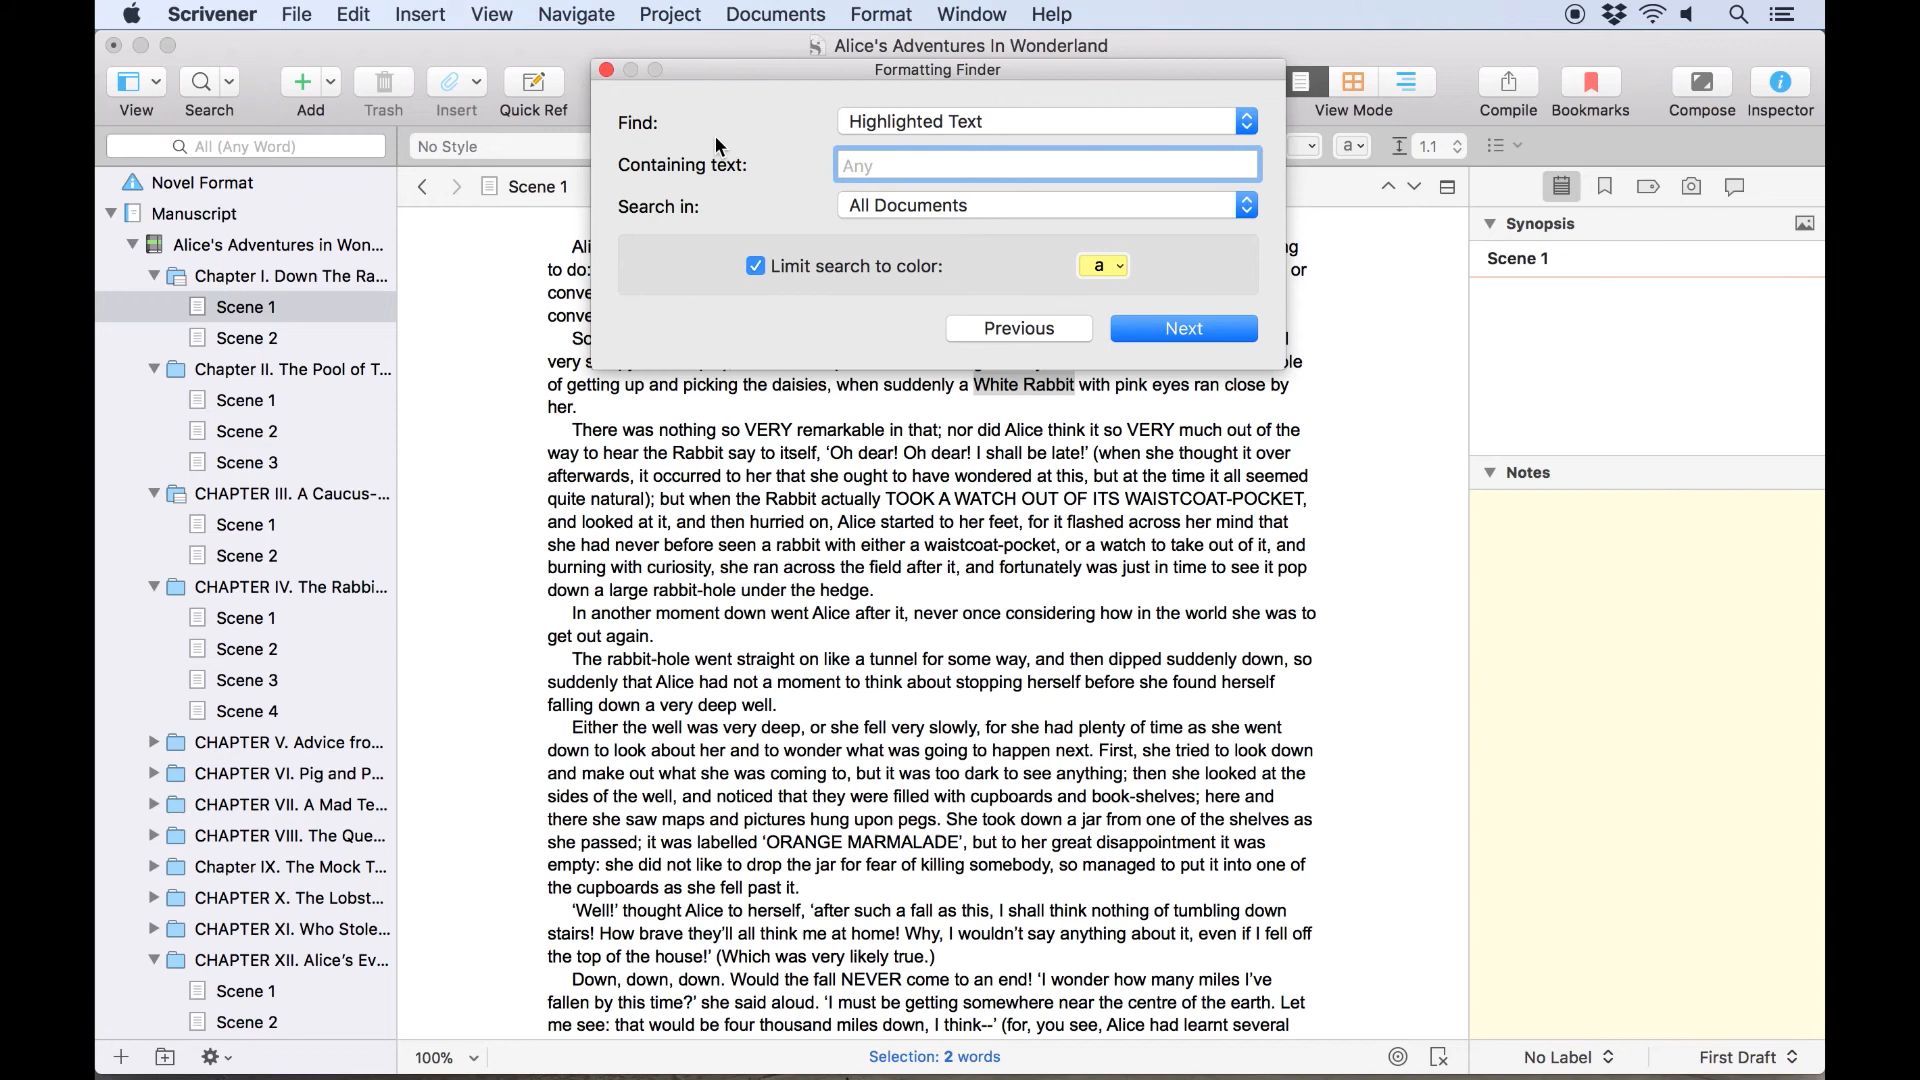 Scrivener File Edit Insert View Navigate Project Documents Format Window Help
Alice's Adventures In Wonderland
Formatting Finder
View Search Add Trash Insert Quick Ref View Mode Compile Bookmarks Compose Inspector
All (Any Word)
No Style
a
1.1
Find: Highlighted Text
Containing text: Any
Search in: All Documents
Limit search to color: a
Previous Next
Novel Format
Manuscript
Alice's Adventures in Won...
Chapter I. Down The Ra...
Scene 1
Scene 2
Chapter II. The Pool of T...
Scene 1
Scene 2
Scene 3
CHAPTER III. A Caucus-...
Scene 1
Scene 2
CHAPTER IV. The Rabbi...
Scene 1
Scene 2
Scene 3
Scene 4
CHAPTER V. Advice fro...
CHAPTER VI. Pig and P...
CHAPTER VII. A Mad Te...
CHAPTER VIII. The Que...
Chapter IX. The Mock T...
CHAPTER X. The Lobst...
CHAPTER XI. Who Stole...
CHAPTER XII. Alice's Ev...
Scene 1
Scene 2
Scene 1
Ali ng
to do: or
conve
conve
So
very s le
of getting up and picking the daisies, when suddenly a White Rabbit with pink eyes ran close by
her.
There was nothing so VERY remarkable in that; nor did Alice think it so VERY much out of the
way to hear the Rabbit say to itself, ‘Oh dear! Oh dear! I shall be late!’ (when she thought it over
afterwards, it occurred to her that she ought to have wondered at this, but at the time it all seemed
quite natural); but when the Rabbit actually TOOK A WATCH OUT OF ITS WAISTCOAT-POCKET,
and looked at it, and then hurried on, Alice started to her feet, for it flashed across her mind that
she had never before seen a rabbit with either a waistcoat-pocket, or a watch to take out of it, and
burning with curiosity, she ran across the field after it, and fortunately was just in time to see it pop
down a large rabbit-hole under the hedge.
In another moment down went Alice after it, never once considering how in the world she was to
get out again.
The rabbit-hole went straight on like a tunnel for some way, and then dipped suddenly down, so
suddenly that Alice had not a moment to think about stopping herself before she found herself
falling down a very deep well.
Either the well was very deep, or she fell very slowly, for she had plenty of time as she went
down to look about her and to wonder what was going to happen next. First, she tried to look down
and make out what she was coming to, but it was too dark to see anything; then she looked at the
sides of the well, and noticed that they were filled with cupboards and book-shelves; here and
there she saw maps and pictures hung upon pegs. She took down a jar from one of the shelves as
she passed; it was labelled ‘ORANGE MARMALADE’, but to her great disappointment it was
empty: she did not like to drop the jar for fear of killing somebody, so managed to put it into one of
the cupboards as she fell past it.
‘Well!’ thought Alice to herself, ‘after such a fall as this, I shall think nothing of tumbling down
stairs! How brave they’ll all think me at home! Why, I wouldn’t say anything about it, even if I fell off
the top of the house!’ (Which was very likely true.)
Down, down, down. Would the fall NEVER come to an end! ‘I wonder how many miles I’ve
fallen by this time?’ she said aloud. ‘I must be getting somewhere near the centre of the earth. Let
me see: that would be four thousand miles down, I think--’ (for, you see, Alice had learnt several
Synopsis
Scene 1
Notes
100%
Selection: 2 words
No Label
First Draft